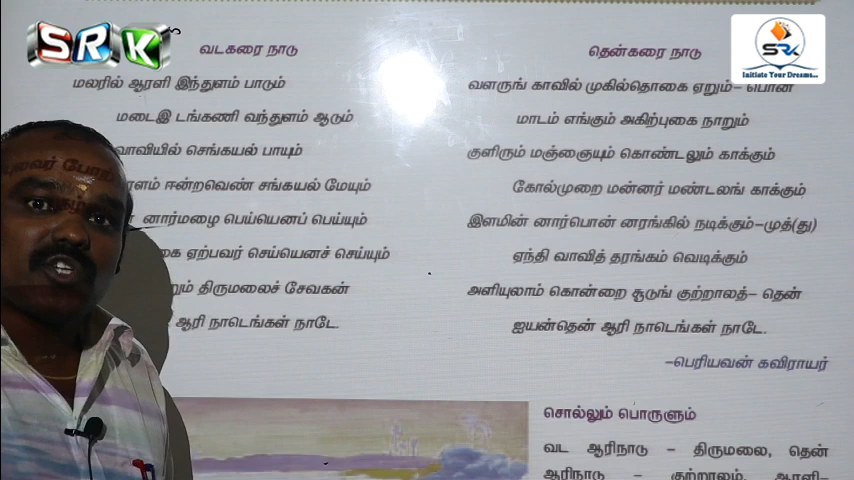 SRK
SRK
Initiate Your Dreams...
வடகரை நாடு
மலரில் ஆரளி இந்துளம் பாடும்
மடைஇ டங்கணி வந்துளம் ஆடும்
வாவியில் செங்கயல் பாயும்
ஈன்றவெண் சங்கயல் மேயும்
னார்மழை பெய்யெனப் பெய்யும்
ஏற்பவர் செய்யெனச் செய்யும்
திருமலைச் சேவகன்
ஆரி நாடெங்கள் நாடே.
தென்கரை நாடு
வளருங் காவில் முகில்தொகை ஏறும்– பொன்
மாடம் எங்கும் அகிற்புகை நாறும்
குளிரும் மஞ்ஞையும் கொண்டலும் காக்கும்
கோல்முறை மன்னர் மண்டலங் காக்கும்
இளமின் னார்பொன் னரங்கில் நடிக்கும்–முத்(து)
ஏந்தி வாவித் தரங்கம் வெடிக்கும்
அளியுலாம் கொன்றை சூடுங் குற்றாலத்– தென்
ஐயன்தென் ஆரி நாடெங்கள் நாடே.
–பெரியவன் கவிராயர்
சொல்லும் பொருளும்
வட ஆரிநாடு – திருமலை, தென்
ஆரிநாடு – குற்றாலம், ஆரளி–